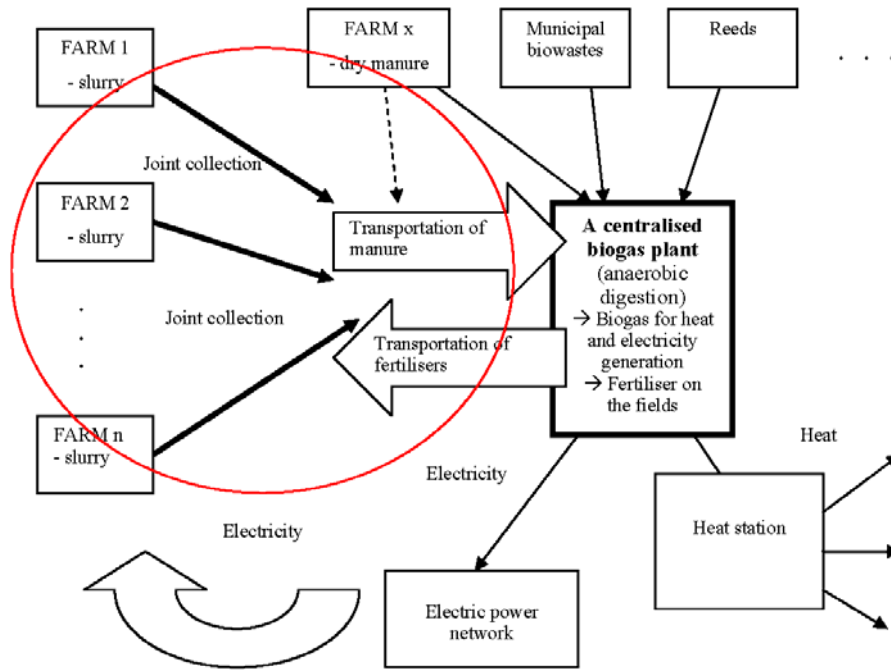 FARM 1
- slurry
FARM x
- dry manure
Municipal
biowastes
Reeds
. . . .
Joint collection
FARM 2
- slurry
Transportation of
manure
A centralised
biogas plant
(anaerobic
digestion)
→ Biogas for heat
and electricity
generation
→ Fertiliser on
the fields
.
.
.
Joint collection
Transportation of
fertilisers
FARM n
- slurry
Electricity
Heat
Electricity
Heat station
Electric power
network